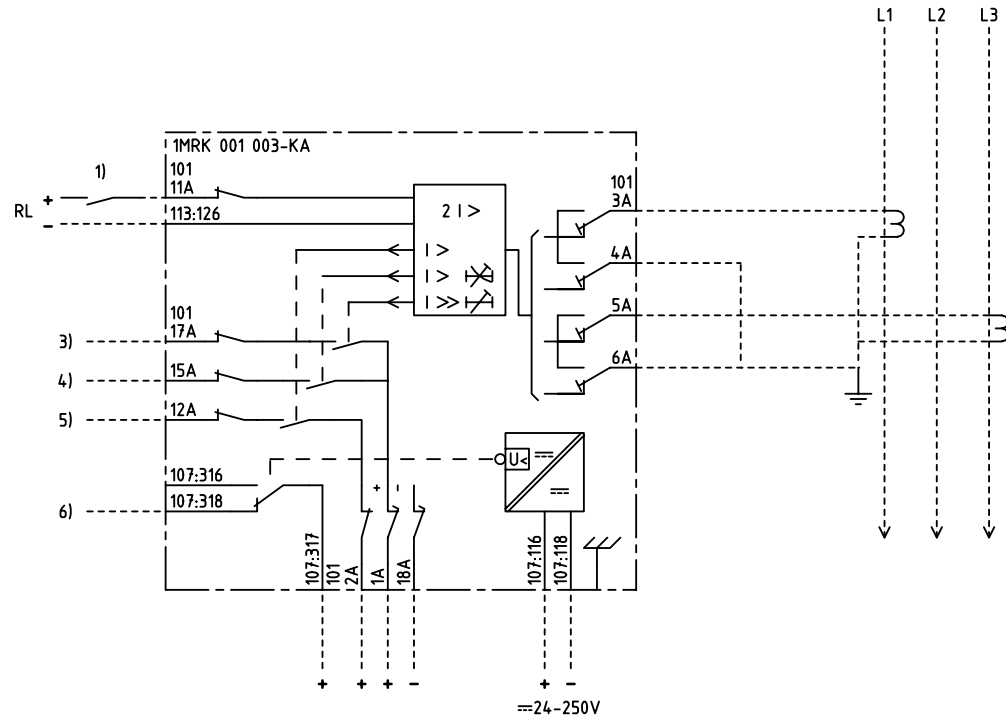 L1 L2 L3
1MRK 001 003-KA
1)
101
11A
RL + −
113:126
2 I >
I >
I >
I >>
101
3A
4A
5A
6A
101
17A
3)
15A
4)
12A
5)
U<
107:316
107:318
6)
+ -
107:317
101
2A
1A
18A
107:116
107:118
+ + + − + −
24-250V